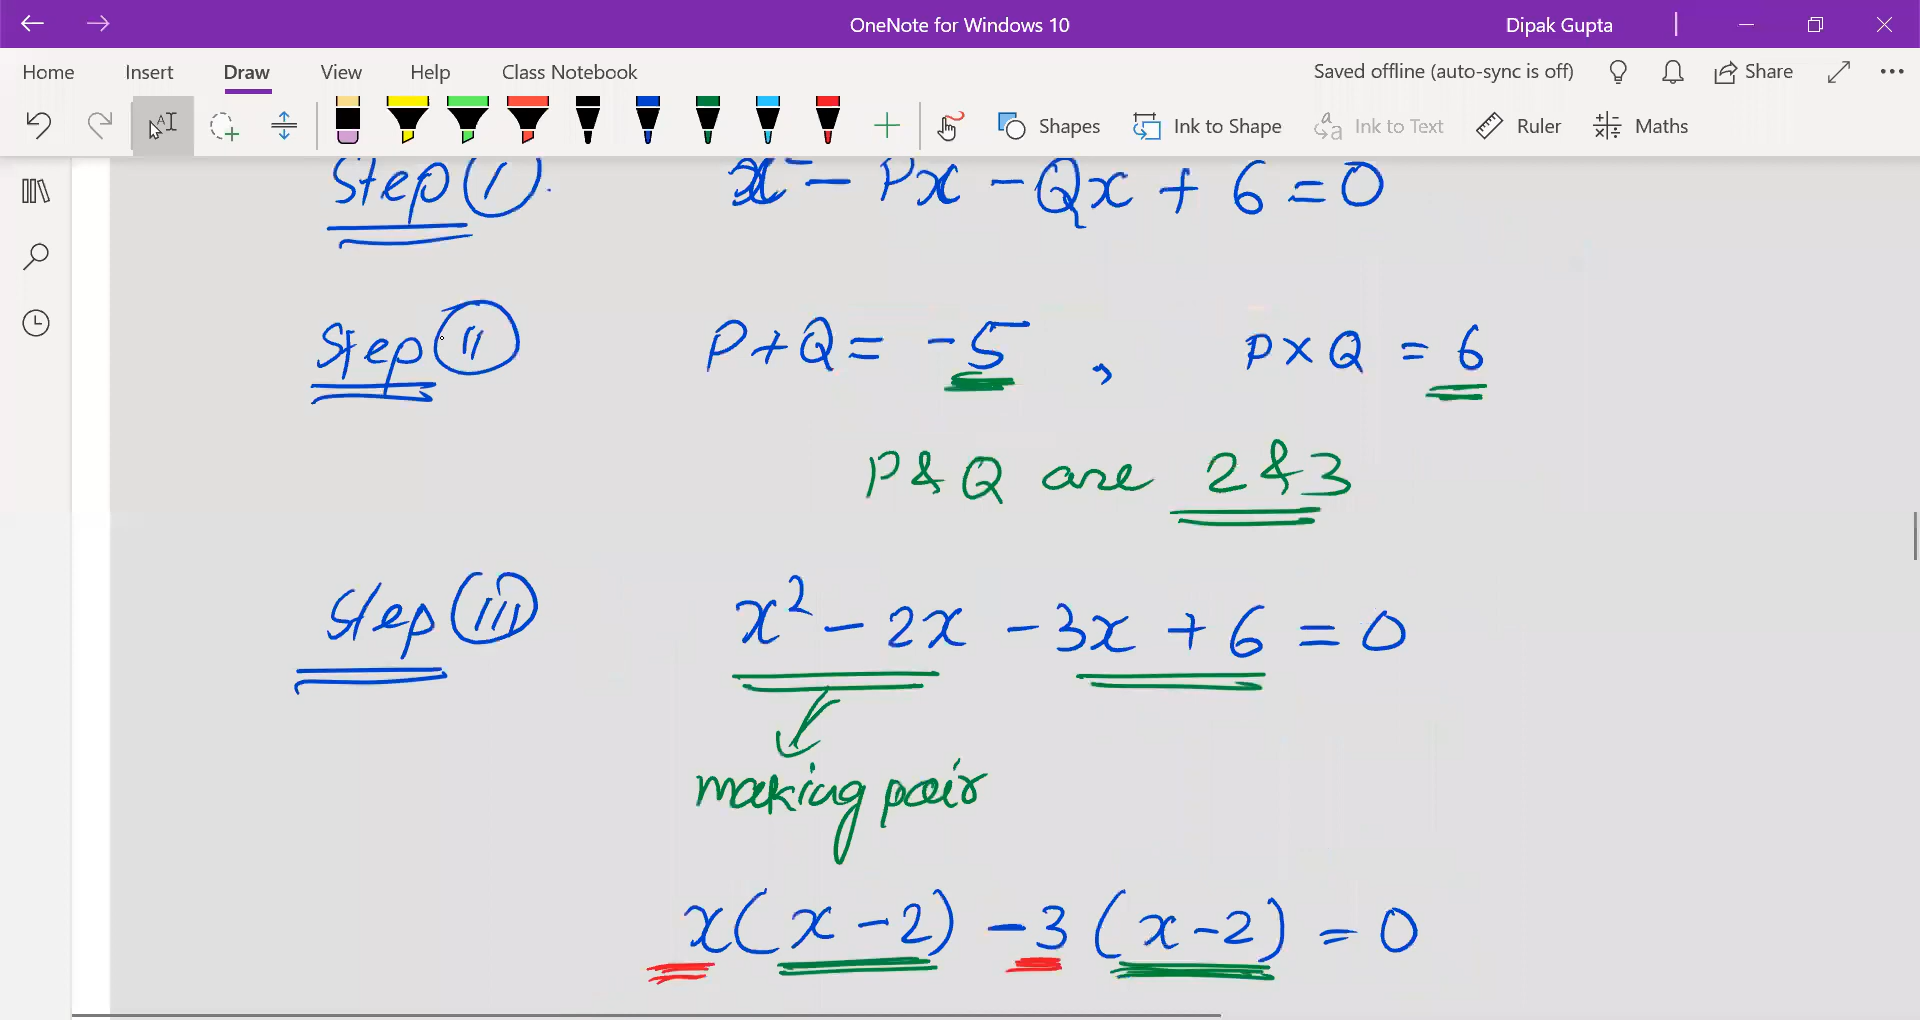 OneNote for Windows 10
Dipak Gupta
Home Insert Draw View Help Class Notebook
Saved offline (auto-sync is off) Share
Shapes Ink to Shape Ink to Text Ruler Maths
Step (I). x² - Px - Qx + 6 = 0
Step (II) P + Q = -5 , P × Q = 6
P & Q are 2 & 3
Step (III) x² - 2x - 3x + 6 = 0
making pair
x(x - 2) - 3(x - 2) = 0